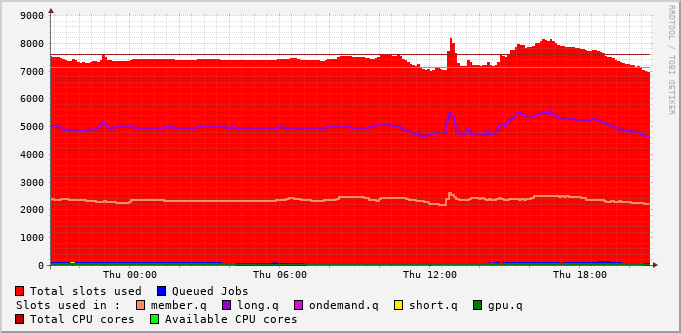 9000
8000
7000
6000
5000
4000
3000
2000
1000
0
Thu 00:00 Thu 06:00 Thu 12:00 Thu 18:00
RRDTOOL / TOBI OETIKER
Total slots used Queued Jobs
Slots used in : member.q long.q ondemand.q short.q gpu.q
Total CPU cores Available CPU cores